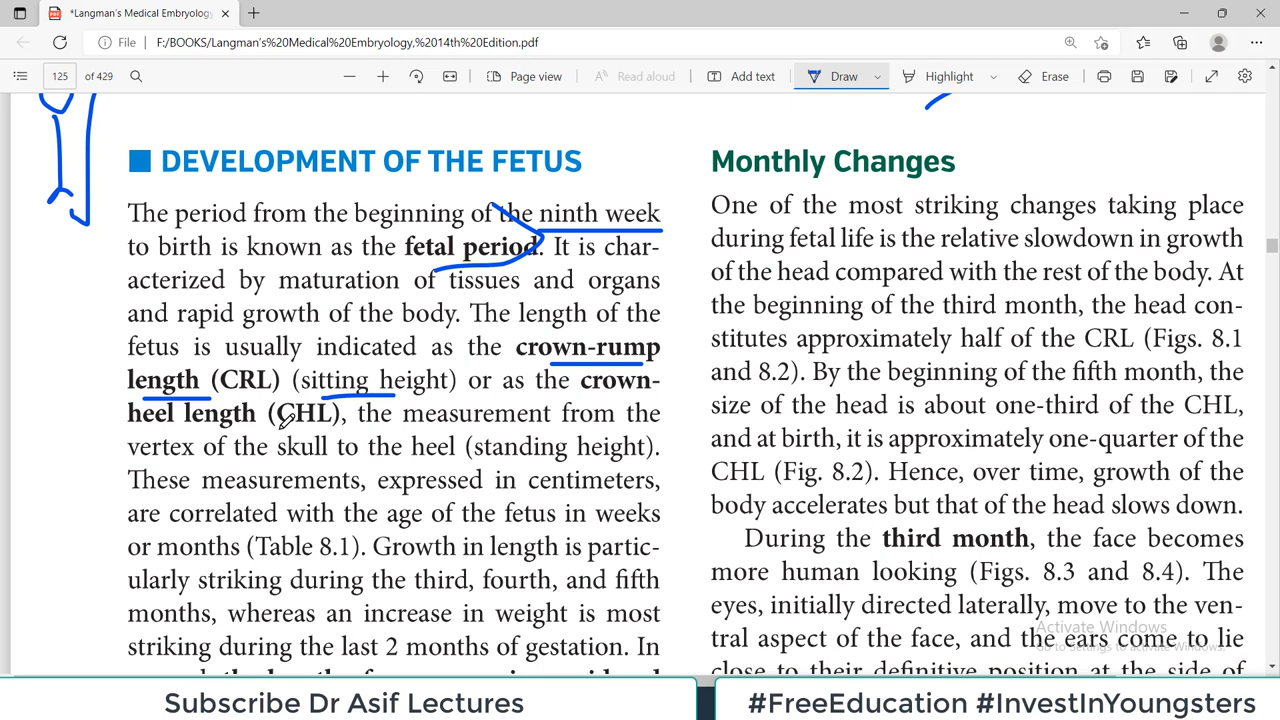 *Langman's Medical Embryology,
File
F:/BOOKS/Langman's%20Medical%20Embryology,%2014th%20Edition.pdf
125 of 429
Page view
Read aloud
Add text
Draw
Highlight
Erase
DEVELOPMENT OF THE FETUS
The period from the beginning of the ninth week
to birth is known as the fetal period. It is char-
acterized by maturation of tissues and organs
and rapid growth of the body. The length of the
fetus is usually indicated as the crown-rump
length (CRL) (sitting height) or as the crown-
heel length (CHL), the measurement from the
vertex of the skull to the heel (standing height).
These measurements, expressed in centimeters,
are correlated with the age of the fetus in weeks
or months (Table 8.1). Growth in length is partic-
ularly striking during the third, fourth, and fifth
months, whereas an increase in weight is most
striking during the last 2 months of gestation. In
Monthly Changes
One of the most striking changes taking place
during fetal life is the relative slowdown in growth
of the head compared with the rest of the body. At
the beginning of the third month, the head con-
stitutes approximately half of the CRL (Figs. 8.1
and 8.2). By the beginning of the fifth month, the
size of the head is about one-third of the CHL,
and at birth, it is approximately one-quarter of the
CHL (Fig. 8.2). Hence, over time, growth of the
body accelerates but that of the head slows down.
During the third month, the face becomes
more human looking (Figs. 8.3 and 8.4). The
eyes, initially directed laterally, move to the ven-
tral aspect of the face, and the ears come to lie
close to their definitive position at the side of
Activate Windows
Go to Settings to activate Windows.
Subscribe Dr Asif Lectures
#FreeEducation #InvestInYoungsters